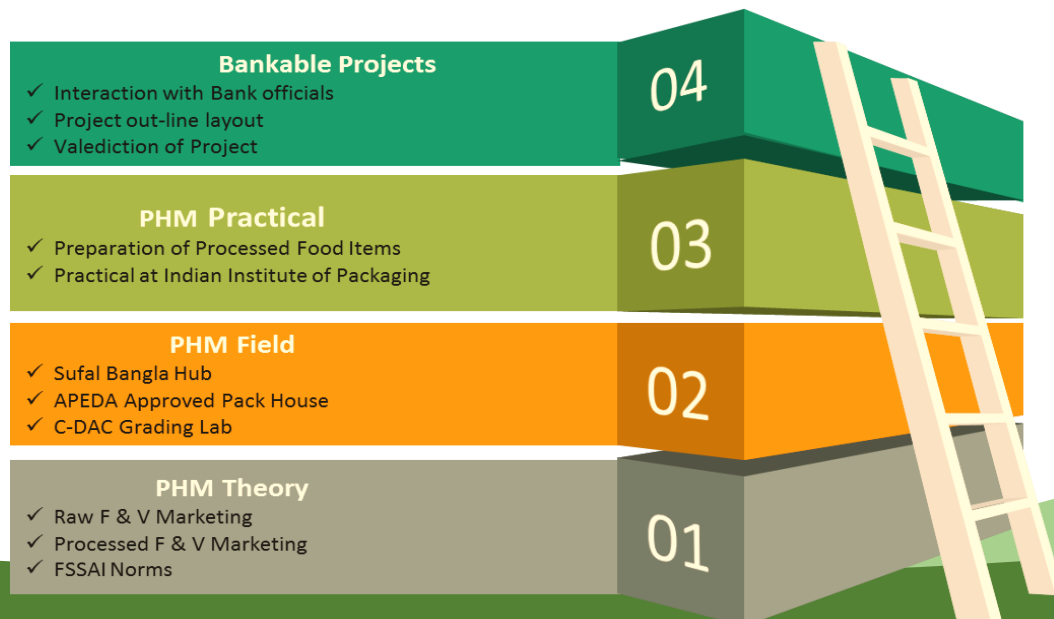 Bankable Projects
✓ Interaction with Bank officials
✓ Project out-line layout
✓ Valediction of Project
04
PHM Practical
✓ Preparation of Processed Food Items
✓ Practical at Indian Institute of Packaging
03
PHM Field
✓ Sufal Bangla Hub
✓ APEDA Approved Pack House
✓ C-DAC Grading Lab
02
PHM Theory
✓ Raw F & V Marketing
✓ Processed F & V Marketing
✓ FSSAI Norms
01